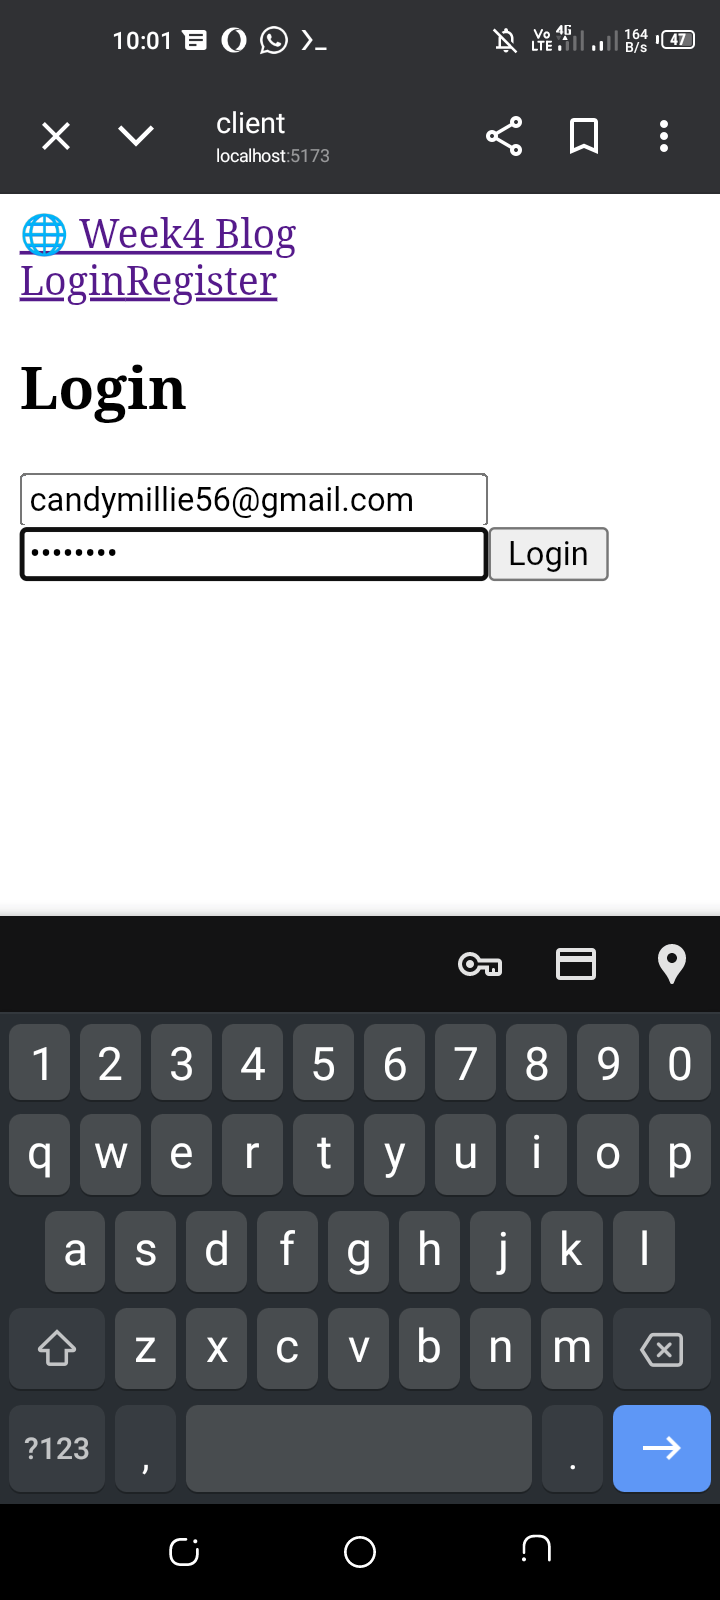 10:01 Vo LTE 4G 164 B/s 47
client
localhost:5173
🌐 Week4 Blog
LoginRegister
Login
candymillie56@gmail.com
•••••••• Login
1 2 3 4 5 6 7 8 9 0
q w e r t y u i o p
a s d f g h j k l
z x c v b n m
?123 , .